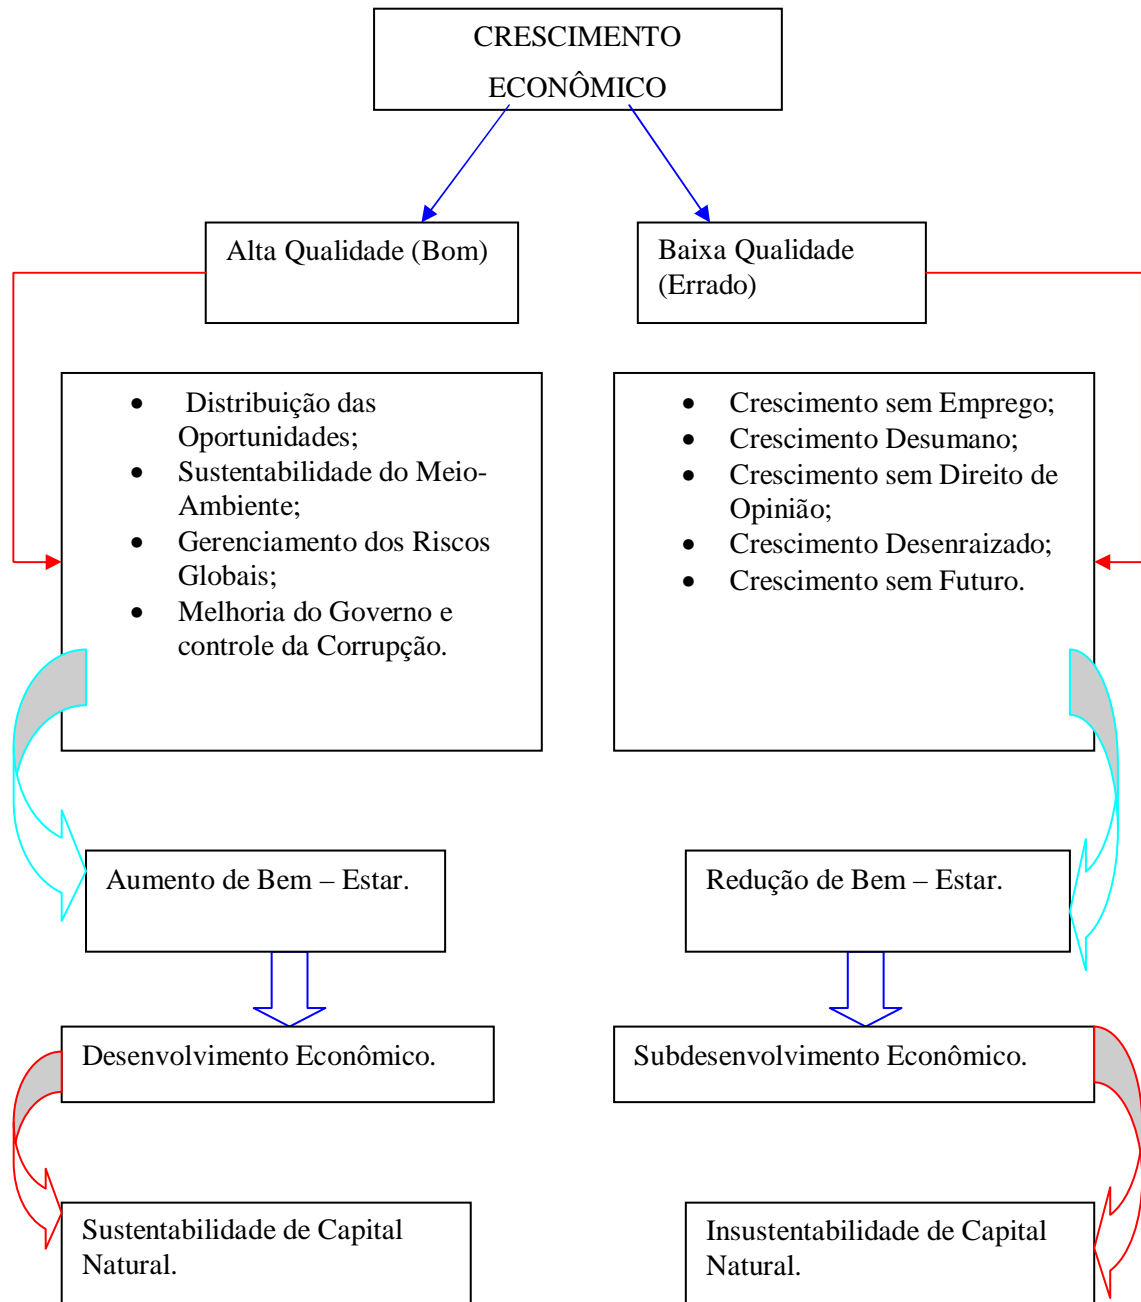 CRESCIMENTO
ECONÔMICO
Alta Qualidade (Bom)
Baixa Qualidade
(Errado)
• Distribuição das
Oportunidades;
• Sustentabilidade do Meio-
Ambiente;
• Gerenciamento dos Riscos
Globais;
• Melhoria do Governo e
controle da Corrupção.
• Crescimento sem Emprego;
• Crescimento Desumano;
• Crescimento sem Direito de
Opinião;
• Crescimento Desenraizado;
• Crescimento sem Futuro.
Aumento de Bem – Estar.
Redução de Bem – Estar.
Desenvolvimento Econômico.
Subdesenvolvimento Econômico.
Sustentabilidade de Capital
Natural.
Insustentabilidade de Capital
Natural.